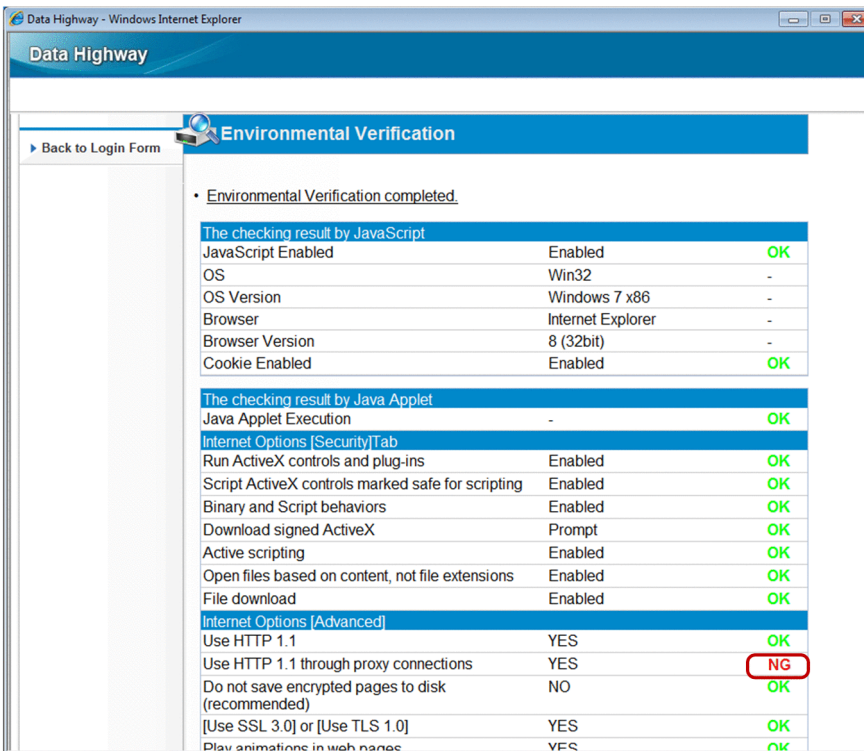 Data Highway - Windows Internet Explorer
Data Highway
Back to Login Form
Environmental Verification
• Environmental Verification completed.
The checking result by JavaScript
JavaScript Enabled Enabled OK
OS Win32 -
OS Version Windows 7 x86 -
Browser Internet Explorer -
Browser Version 8 (32bit) -
Cookie Enabled Enabled OK
The checking result by Java Applet
Java Applet Execution - OK
Internet Options [Security]Tab
Run ActiveX controls and plug-ins Enabled OK
Script ActiveX controls marked safe for scripting Enabled OK
Binary and Script behaviors Enabled OK
Download signed ActiveX Prompt OK
Active scripting Enabled OK
Open files based on content, not file extensions Enabled OK
File download Enabled OK
Internet Options [Advanced]
Use HTTP 1.1 YES OK
Use HTTP 1.1 through proxy connections YES NG
Do not save encrypted pages to disk NO OK
(recommended)
[Use SSL 3.0] or [Use TLS 1.0] YES OK
Play animations in web pages YES OK